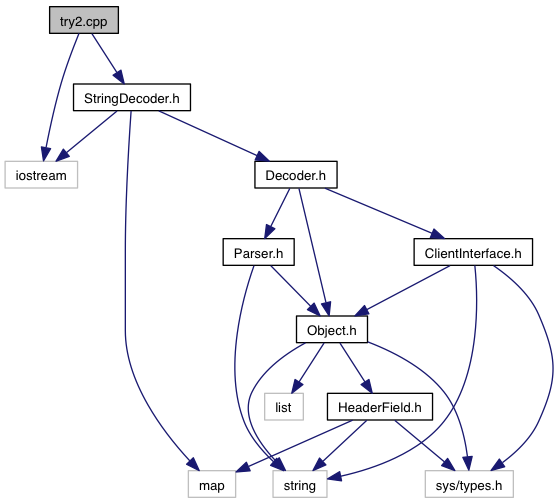 try2.cpp
StringDecoder.h
iostream
Decoder.h
Parser.h
ClientInterface.h
Object.h
list
HeaderField.h
map
string
sys/types.h